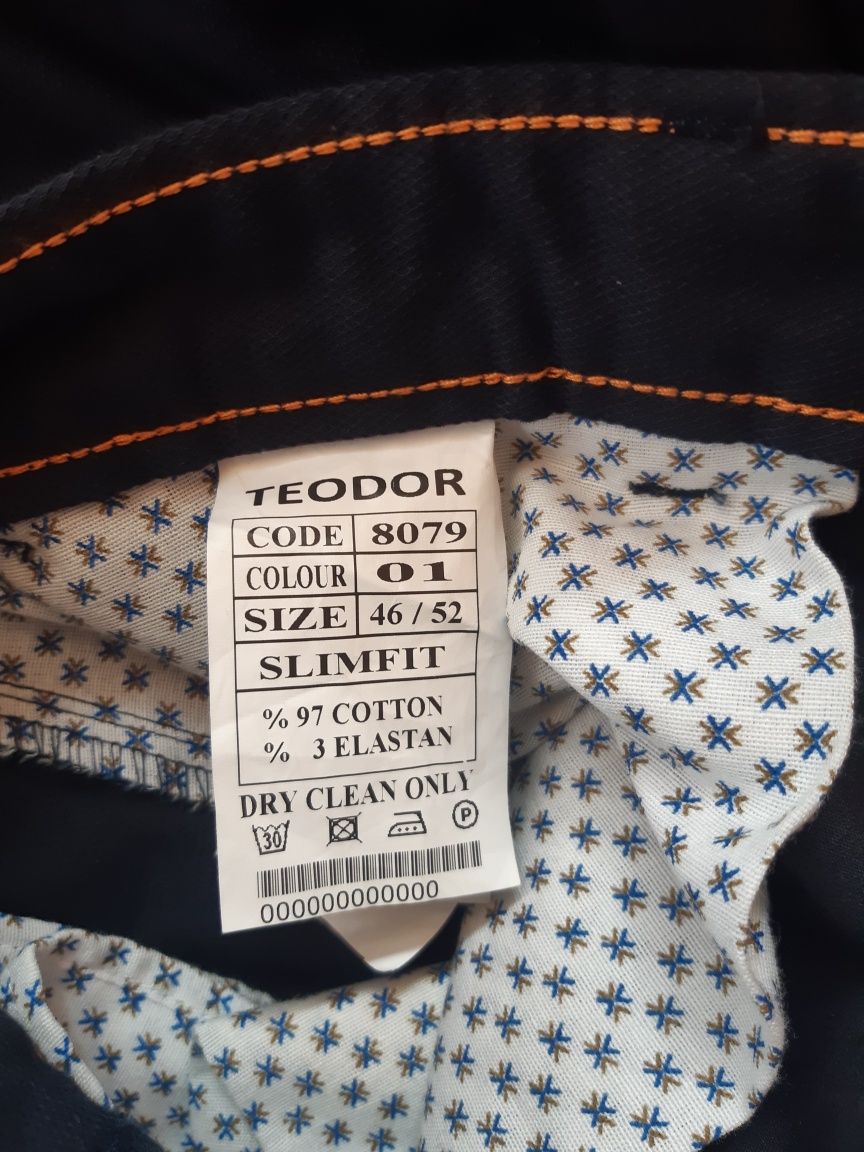 TEODOR
CODE 8079
COLOUR 01
SIZE 46 / 52
SLIMFIT
% 97 COTTON
% 3 ELASTAN
DRY CLEAN ONLY
30 P
000000000000